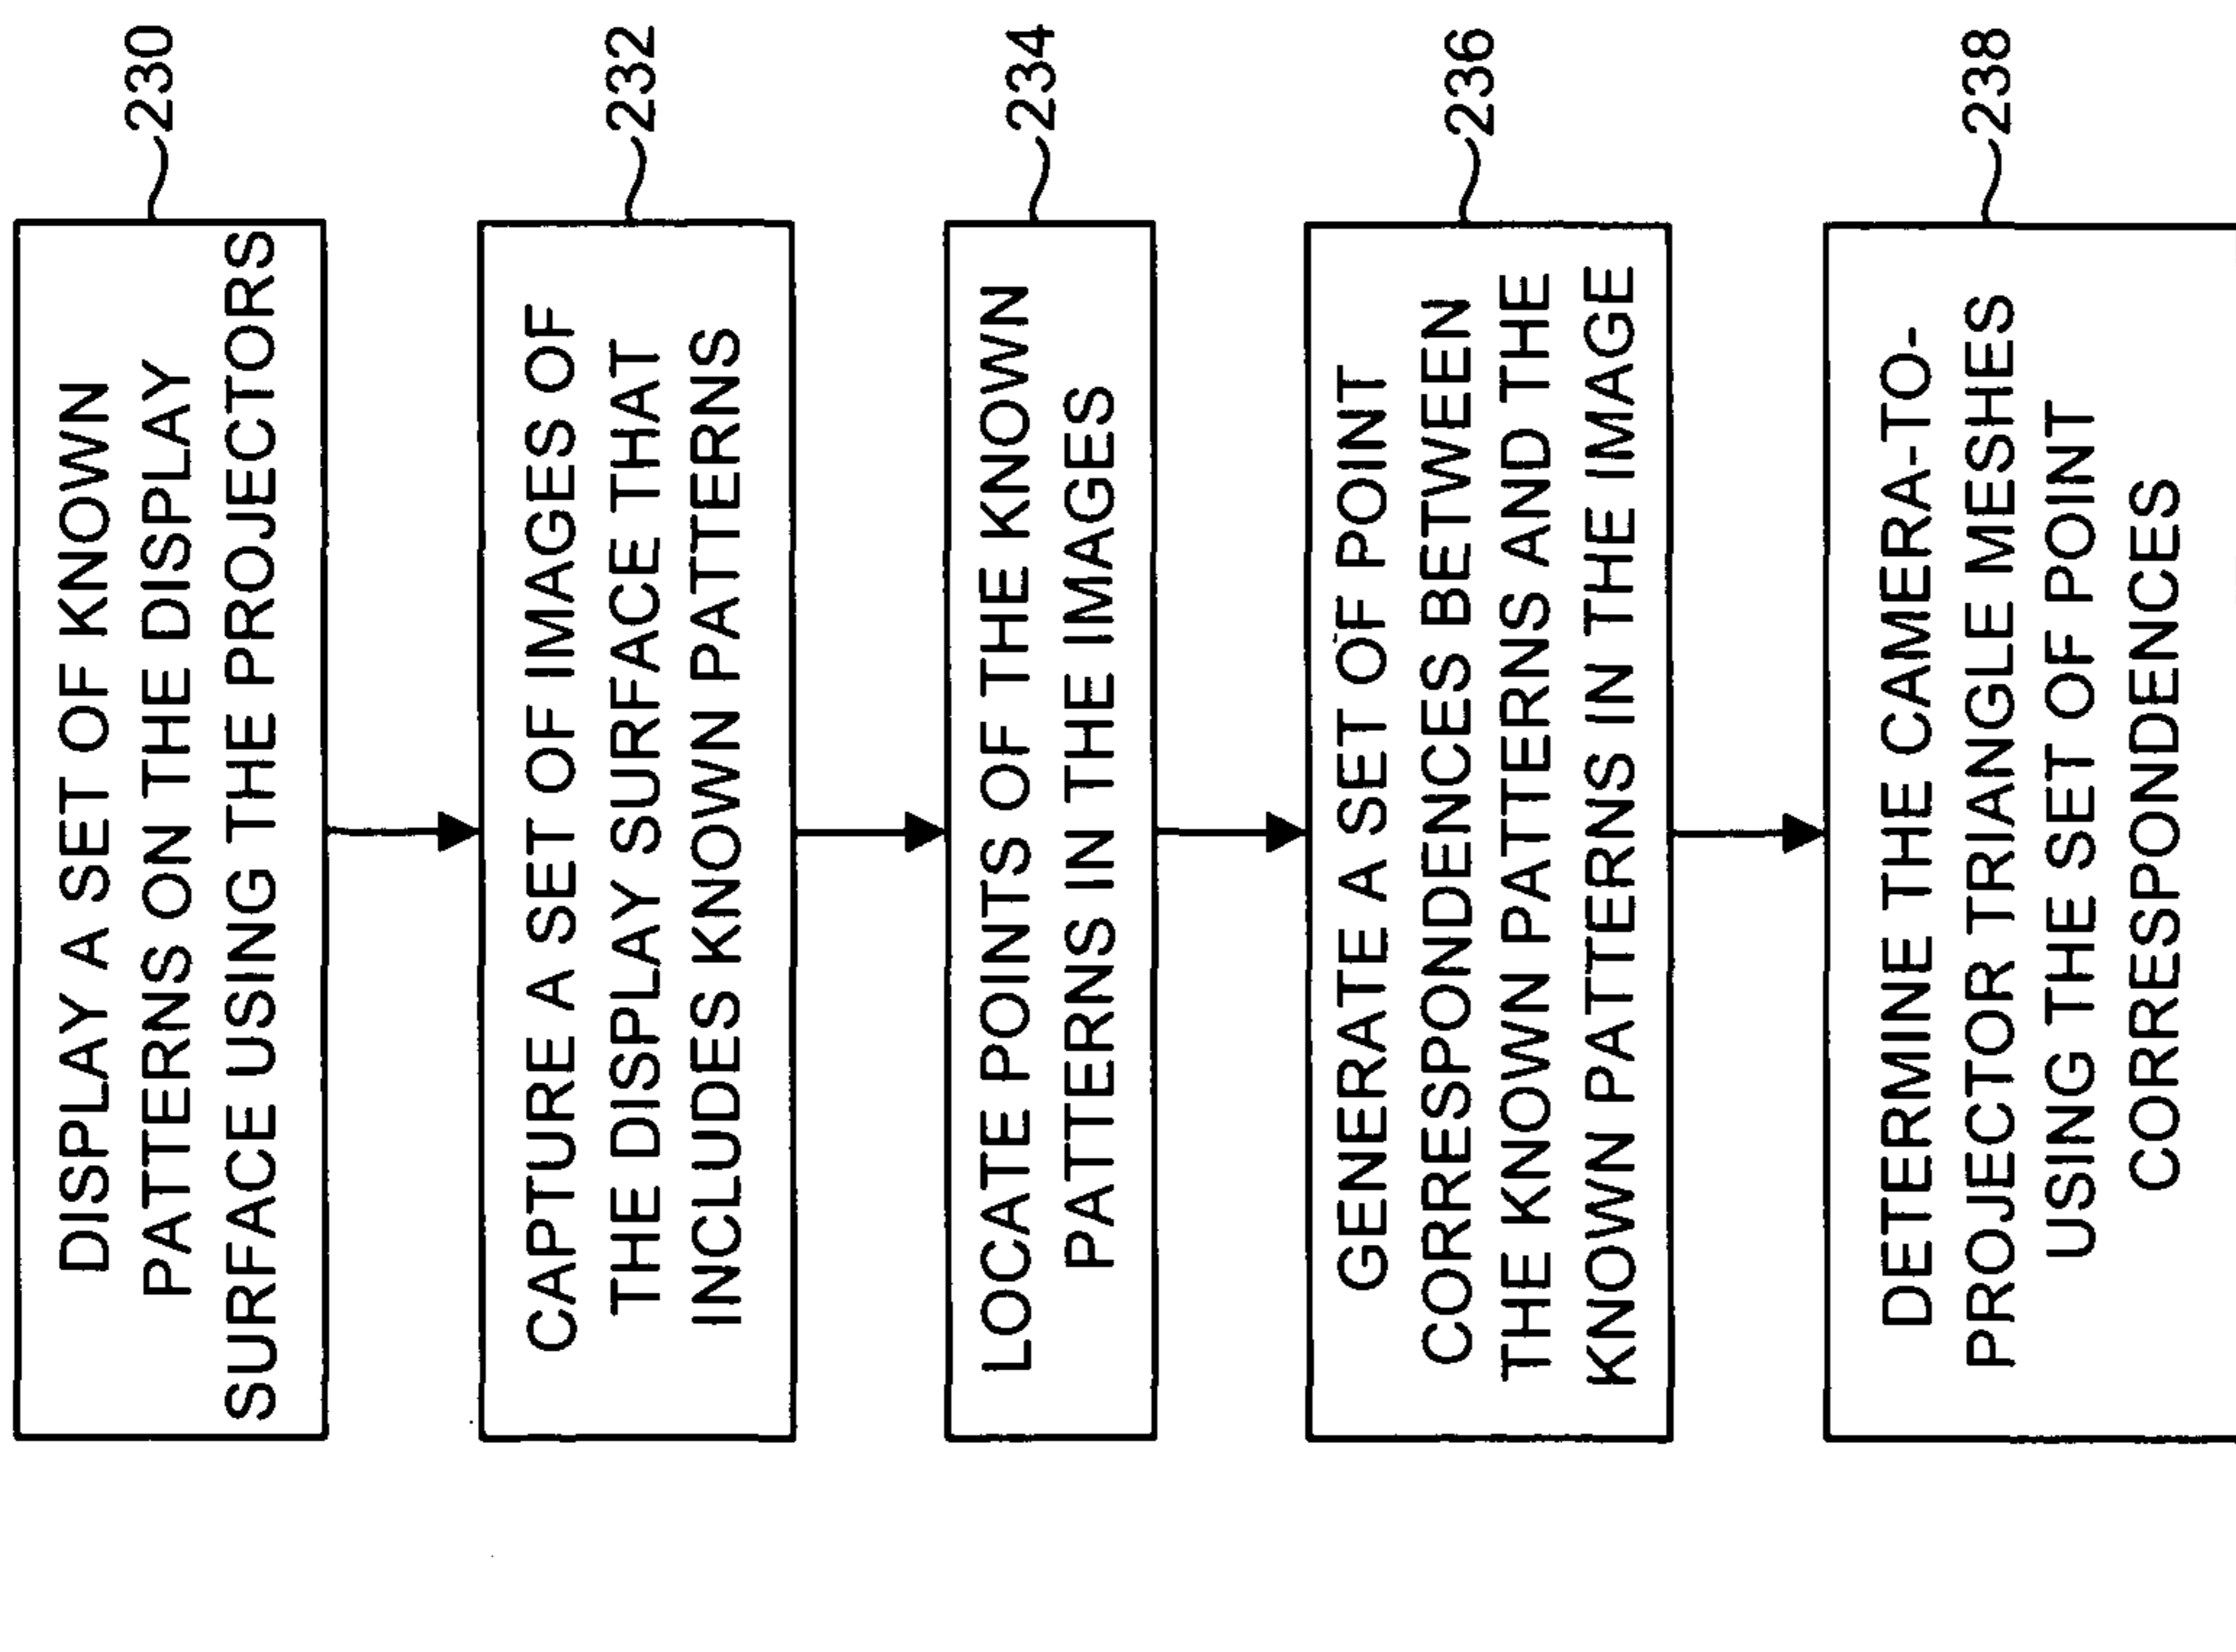 DISPLAY A SET OF KNOWN
PATTERNS ON THE DISPLAY
SURFACE USING THE PROJECTORS
230
CAPTURE A SET OF IMAGES OF
THE DISPLAY SURFACE THAT
INCLUDES KNOWN PATTERNS
232
LOCATE POINTS OF THE KNOWN
PATTERNS IN THE IMAGES
234
GENERATE A SET OF POINT
CORRESPONDENCES BETWEEN
THE KNOWN PATTERNS AND THE
KNOWN PATTERNS IN THE IMAGE
236
DETERMINE THE CAMERA-TO-
PROJECTOR TRIANGLE MESHES
USING THE SET OF POINT
CORRESPONDENCES
238